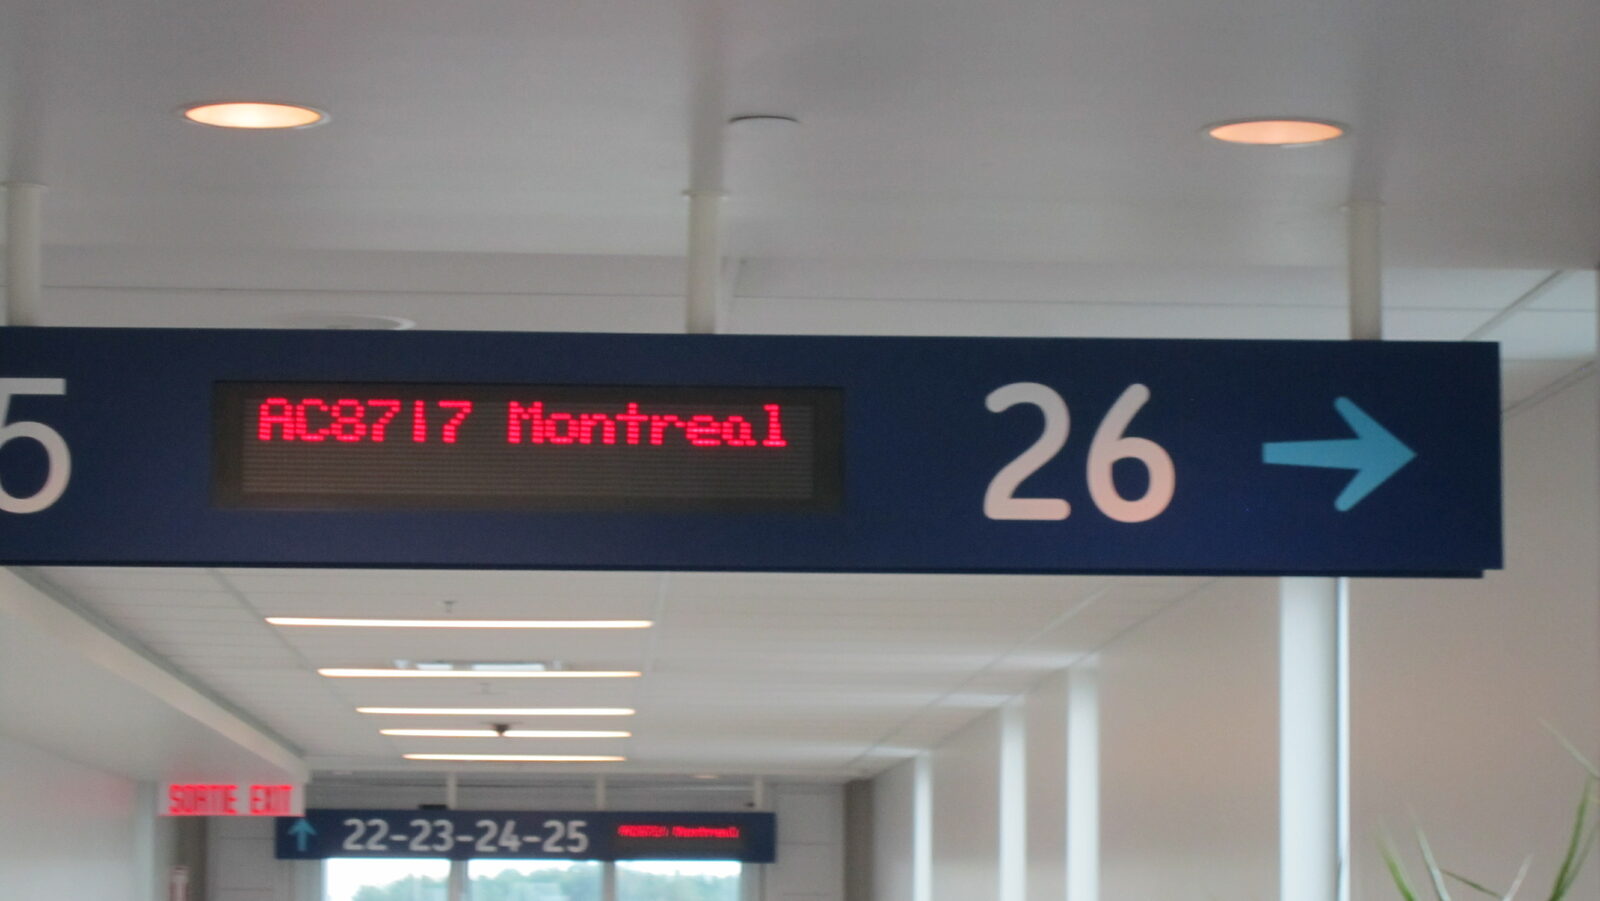 5 AC8717 Montreal 26
SORTIE EXIT
22-23-24-25